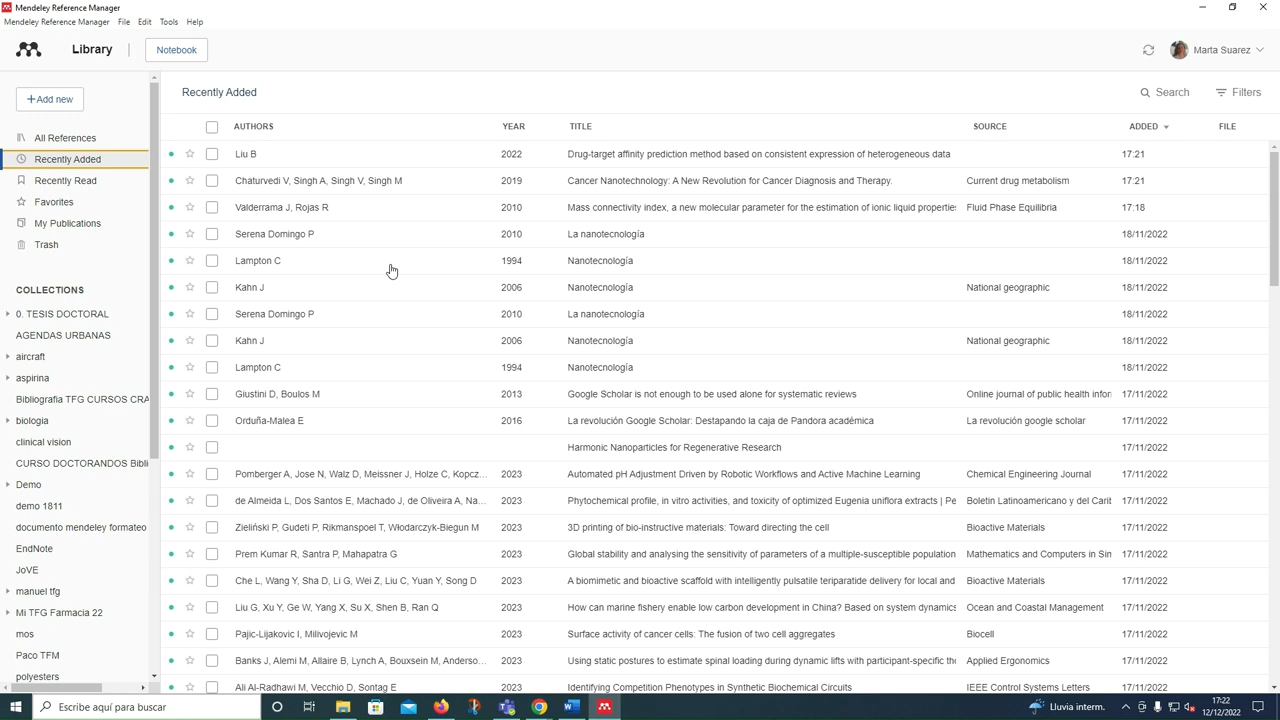 Mendeley Reference Manager
Mendeley Reference Manager File Edit Tools Help
Library Notebook Marta Suarez
+Add new
All References
Recently Added
Recently Read
Favorites
My Publications
Trash
COLLECTIONS
0. TESIS DOCTORAL
AGENDAS URBANAS
aircraft
aspirina
Bibliografia TFG CURSOS CRA
biologia
clinical vision
CURSO DOCTORANDOS Bibli
Demo
demo 1811
documento mendeley formateo
EndNote
JoVE
manuel tfg
Mi TFG Farmacia 22
mos
Paco TFM
polyesters
Recently Added Search Filters
AUTHORS YEAR TITLE SOURCE ADDED FILE
Liu B 2022 Drug-target affinity prediction method based on consistent expression of heterogeneous data 17:21
Chaturvedi V, Singh A, Singh V, Singh M 2019 Cancer Nanotechnology: A New Revolution for Cancer Diagnosis and Therapy. Current drug metabolism 17:21
Valderrama J, Rojas R 2010 Mass connectivity index, a new molecular parameter for the estimation of ionic liquid properties Fluid Phase Equilibria 17:18
Serena Domingo P 2010 La nanotecnología 18/11/2022
Lampton C 1994 Nanotecnología 18/11/2022
Kahn J 2006 Nanotecnología National geographic 18/11/2022
Serena Domingo P 2010 La nanotecnología 18/11/2022
Kahn J 2006 Nanotecnología National geographic 18/11/2022
Lampton C 1994 Nanotecnología 18/11/2022
Giustini D, Boulos M 2013 Google Scholar is not enough to be used alone for systematic reviews Online journal of public health infor 17/11/2022
Orduña-Malea E 2016 La revolución Google Scholar: Destapando la caja de Pandora académica La revolución google scholar 17/11/2022
Harmonic Nanoparticles for Regenerative Research 17/11/2022
Pomberger A, Jose N, Walz D, Meissner J, Holze C, Kopcz... 2023 Automated pH Adjustment Driven by Robotic Workflows and Active Machine Learning Chemical Engineering Journal 17/11/2022
de Almeida L, Dos Santos E, Machado J, de Oliveira A, Na... 2023 Phytochemical profile, in vitro activities, and toxicity of optimized Eugenia uniflora extracts | Pe Boletin Latinoamericano y del Carib 17/11/2022
Zieliński P, Gudeti P, Rikmanspoel T, Włodarczyk-Biegun M 2023 3D printing of bio-instructive materials: Toward directing the cell Bioactive Materials 17/11/2022
Prem Kumar R, Santra P, Mahapatra G 2023 Global stability and analysing the sensitivity of parameters of a multiple-susceptible population Mathematics and Computers in Sim 17/11/2022
Che L, Wang Y, Sha D, Li G, Wei Z, Liu C, Yuan Y, Song D 2023 A biomimetic and bioactive scaffold with intelligently pulsatile teriparatide delivery for local and Bioactive Materials 17/11/2022
Liu G, Xu Y, Ge W, Yang X, Su X, Shen B, Ran Q 2023 How can marine fishery enable low carbon development in China? Based on system dynamics Ocean and Coastal Management 17/11/2022
Pajic-Lijakovic I, Milivojevic M 2023 Surface activity of cancer cells: The fusion of two cell aggregates Biocell 17/11/2022
Banks J, Alemi M, Allaire B, Lynch A, Bouxsein M, Anderso... 2023 Using static postures to estimate spinal loading during dynamic lifts with participant-specific the Applied Ergonomics 17/11/2022
Ali Al-Radhawi M, Vecchio D, Sontag E 2023 Identifying Competition Phenotypes in Synthetic Biochemical Circuits IEEE Control Systems Letters 17/11/2022
Escribe aquí para buscar Lluvia interm. 17:22
12/12/2022